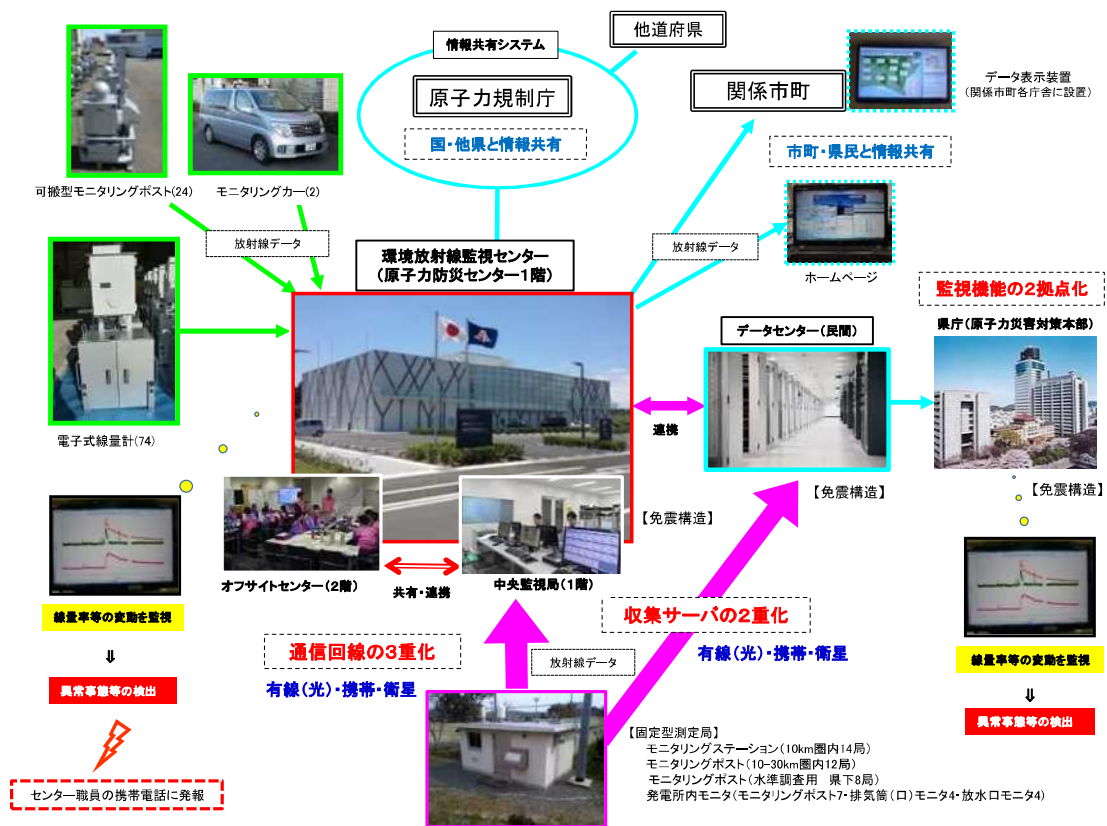 他道府県
情報共有システム
原子力規制庁
国・他県と情報共有
関係市町
データ表示装置
(関係市町各庁舎に設置)
市町・県民と情報共有
可搬型モニタリングポスト(24)
モニタリングカー(2)
放射線データ
放射線データ
環境放射線監視センター
(原子力防災センター1階)
ホームページ
監視機能の2拠点化
県庁(原子力災害対策本部)
データセンター(民間)
連携
電子式線量計(74)
【免震構造】
【免震構造】
【免震構造】
オフサイトセンター(2階)
共有・連携
中央監視局(1階)
線量率等の変動を監視
⇓
異常事態等の検出
センター職員の携帯電話に発報
通信回線の3重化
有線(光)・携帯・衛星
放射線データ
収集サーバの2重化
有線(光)・携帯・衛星
線量率等の変動を監視
⇓
異常事態等の検出
【固定型測定局】
モニタリングステーション(10km圏内14局)
モニタリングポスト(10-30km圏内12局)
モニタリングポスト(水準調査用 県下8局)
発電所内モニタ(モニタリングポスト7・排気筒(口)モニタ4・放水口モニタ4)